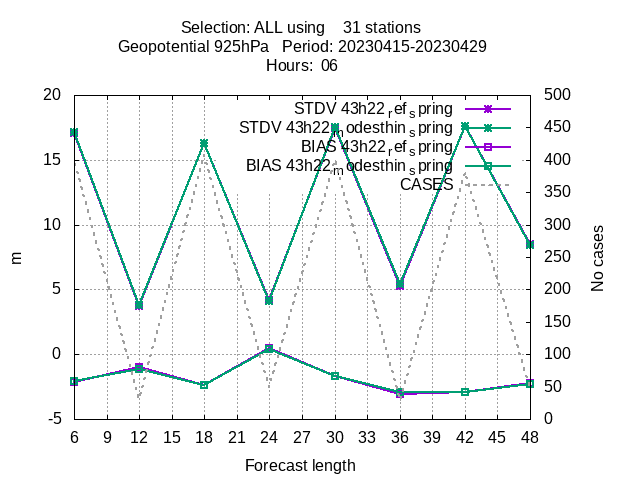 Selection: ALL using    31 stations
Geopotential 925hPa   Period: 20230415-20230429
Hours:  06
20 500
STDV 43h22_ref_spring
450
STDV 43h22_modesthin_spring
BIAS 43h22_ref_spring
15 400
BIAS 43h22_modesthin_spring
CASES
350
10 300
250
m No cases
5 200
150
0 100
50
-5 0
6 9 12 15 18 21 24 27 30 33 36 39 42 45 48
Forecast length